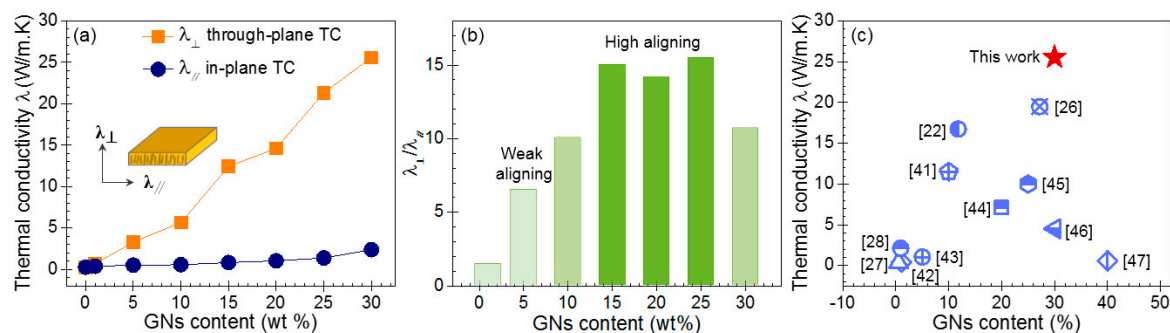 (a)
λ⊥ through-plane TC
λ// in-plane TC
λ⊥
λ//
Thermal conductivity λ (W/m.K)
30
25
20
15
10
5
0
0 5 10 15 20 25 30
GNs content (wt %)
(b)
High aligning
Weak
aligning
λ⊥/λ//
15
10
5
0
0 5 10 15 20 25 30
GNs content (wt%)
(c)
This work
[26]
[22]
[41]
[45]
[44]
[46]
[28]
[43]
[27]
[42]
[47]
Thermal conductivity λ (W/m.K)
30
25
20
15
10
5
0
-10 0 10 20 30 40 50
GNs content (%)